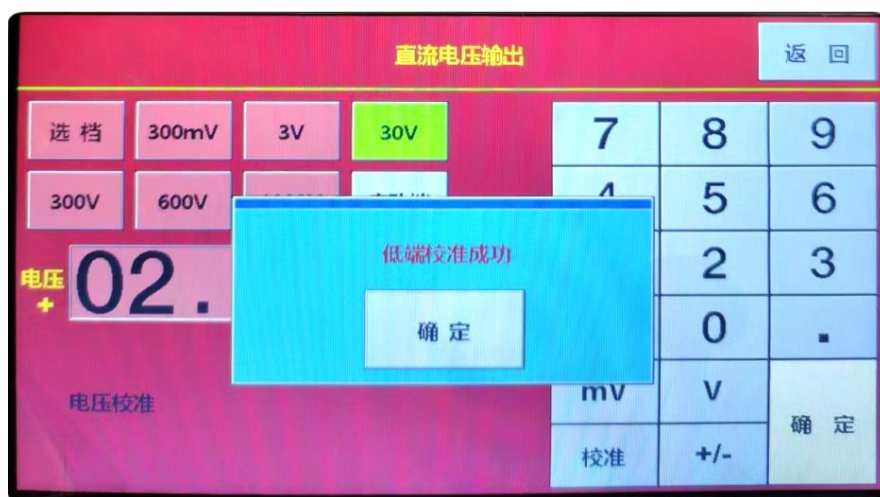 直流电压输出
返 回
选 档 300mV 3V 30V
7 8 9
300V 600V
5 6
低端校准成功
电压
+
02.
2 3
确 定
0 .
电压校准
mV V
确 定
校准 +/-